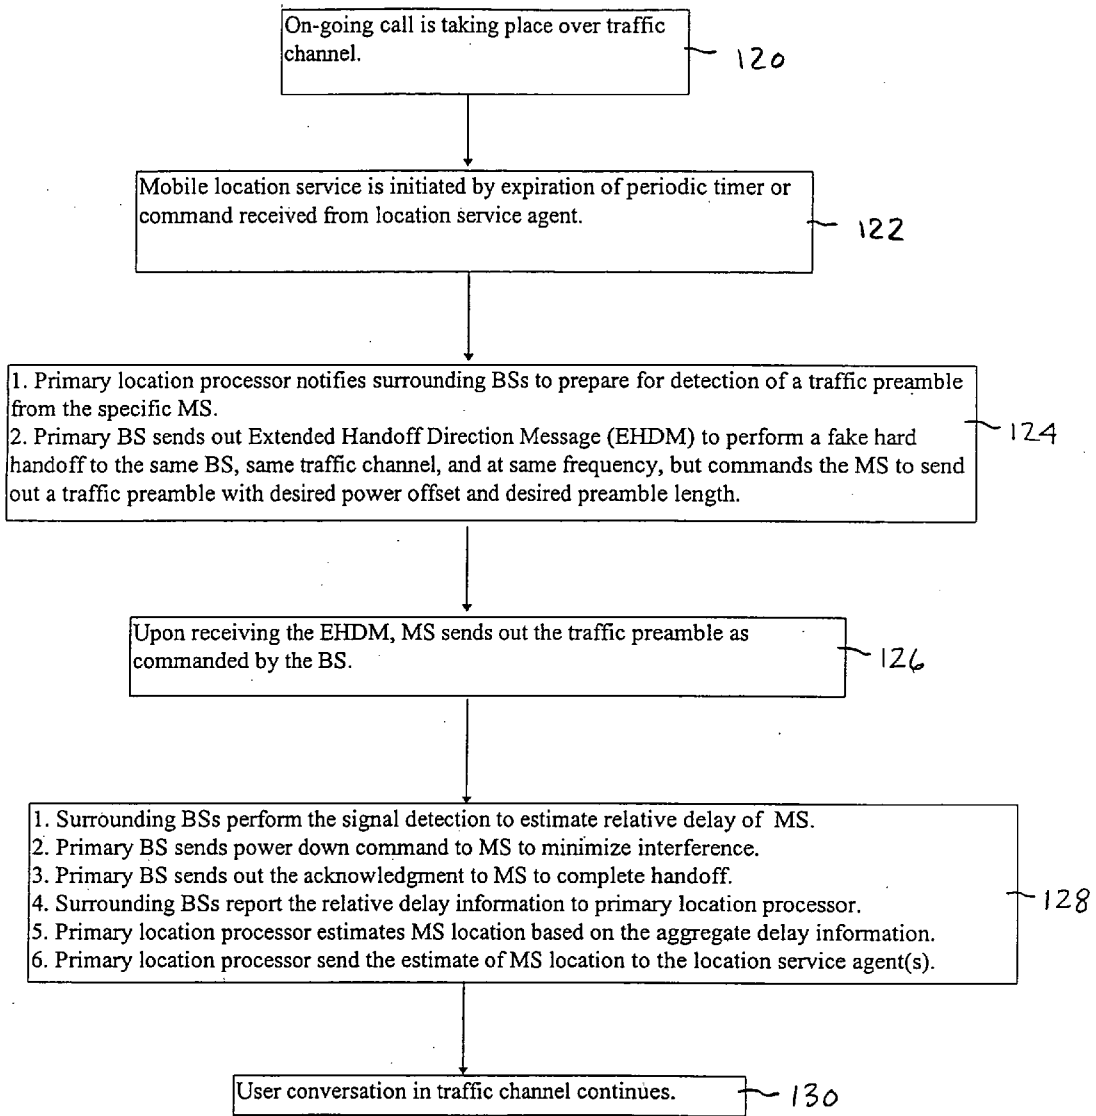 On-going call is taking place over traffic
channel.
120
Mobile location service is initiated by expiration of periodic timer or
command received from location service agent.
122
1. Primary location processor notifies surrounding BSs to prepare for detection of a traffic preamble
from the specific MS.
2. Primary BS sends out Extended Handoff Direction Message (EHDM) to perform a fake hard
handoff to the same BS, same traffic channel, and at same frequency, but commands the MS to send
out a traffic preamble with desired power offset and desired preamble length.
124
Upon receiving the EHDM, MS sends out the traffic preamble as
commanded by the BS.
126
1. Surrounding BSs perform the signal detection to estimate relative delay of MS.
2. Primary BS sends power down command to MS to minimize interference.
3. Primary BS sends out the acknowledgment to MS to complete handoff.
4. Surrounding BSs report the relative delay information to primary location processor.
5. Primary location processor estimates MS location based on the aggregate delay information.
6. Primary location processor send the estimate of MS location to the location service agent(s).
128
User conversation in traffic channel continues.
130